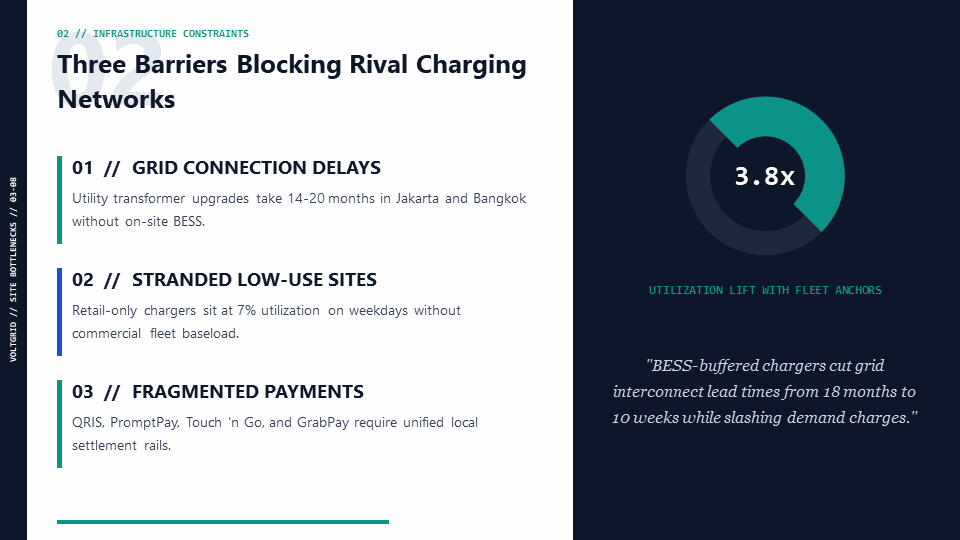 VOLTGRID // SITE BOTTLENECKS // 03-08
02
02 // INFRASTRUCTURE CONSTRAINTS
Three Barriers Blocking Rival Charging
Networks
01 // GRID CONNECTION DELAYS
Utility transformer upgrades take 14-20 months in Jakarta and Bangkok
without on-site BESS.
02 // STRANDED LOW-USE SITES
Retail-only chargers sit at 7% utilization on weekdays without
commercial fleet baseload.
03 // FRAGMENTED PAYMENTS
QRIS, PromptPay, Touch 'n Go, and GrabPay require unified local
settlement rails.
3.8x
UTILIZATION LIFT WITH FLEET ANCHORS
"BESS-buffered chargers cut grid
interconnect lead times from 18 months to
10 weeks while slashing demand charges."